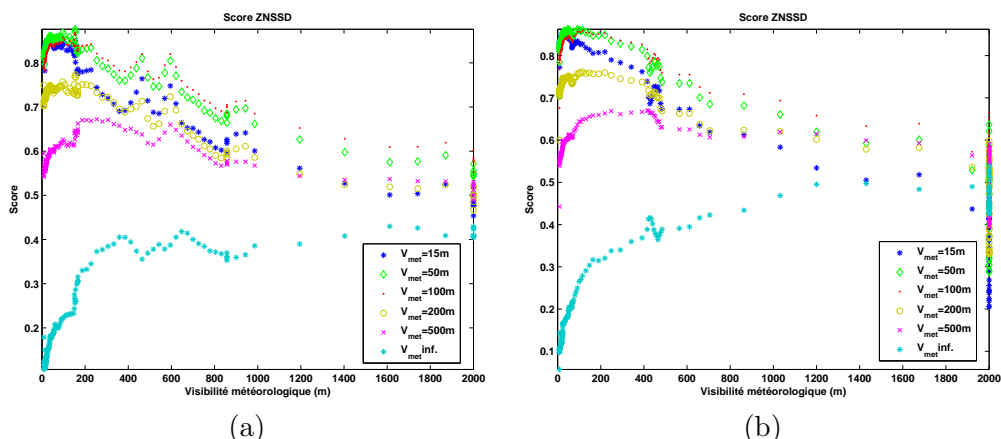 Score ZNSSD
0.8
0.7
0.6
0.5
0.4
0.3
0.2
Score
0 200 400 600 800 1000 1200 1400 1600 1800 2000
Visibilité météorologique (m)
V_met=15m
V_met=50m
V_met=100m
V_met=200m
V_met=500m
V_met inf.
(a)
Score ZNSSD
0.8
0.7
0.6
0.5
0.4
0.3
0.2
0.1
Score
0 200 400 600 800 1000 1200 1400 1600 1800 2000
Visibilité météorologique (m)
V_met=15m
V_met=50m
V_met=100m
V_met=200m
V_met=500m
V_met inf.
(b)